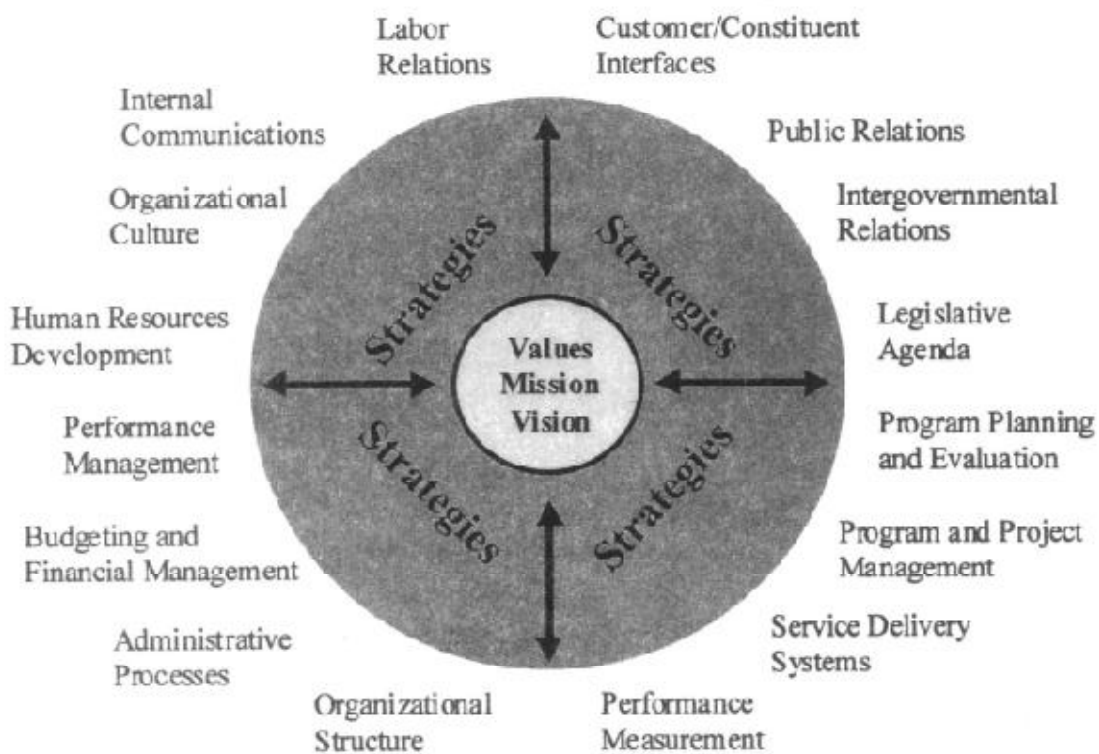 Labor
Relations
Customer/Constituent
Interfaces
Internal
Communications
Public Relations
Organizational
Culture
Intergovernmental
Relations
Strategies
Strategies
Human Resources
Development
Legislative
Agenda
Values
Mission
Vision
Performance
Management
Program Planning
and Evaluation
Strategies
Strategies
Budgeting and
Financial Management
Program and Project
Management
Administrative
Processes
Service Delivery
Systems
Organizational
Structure
Performance
Measurement